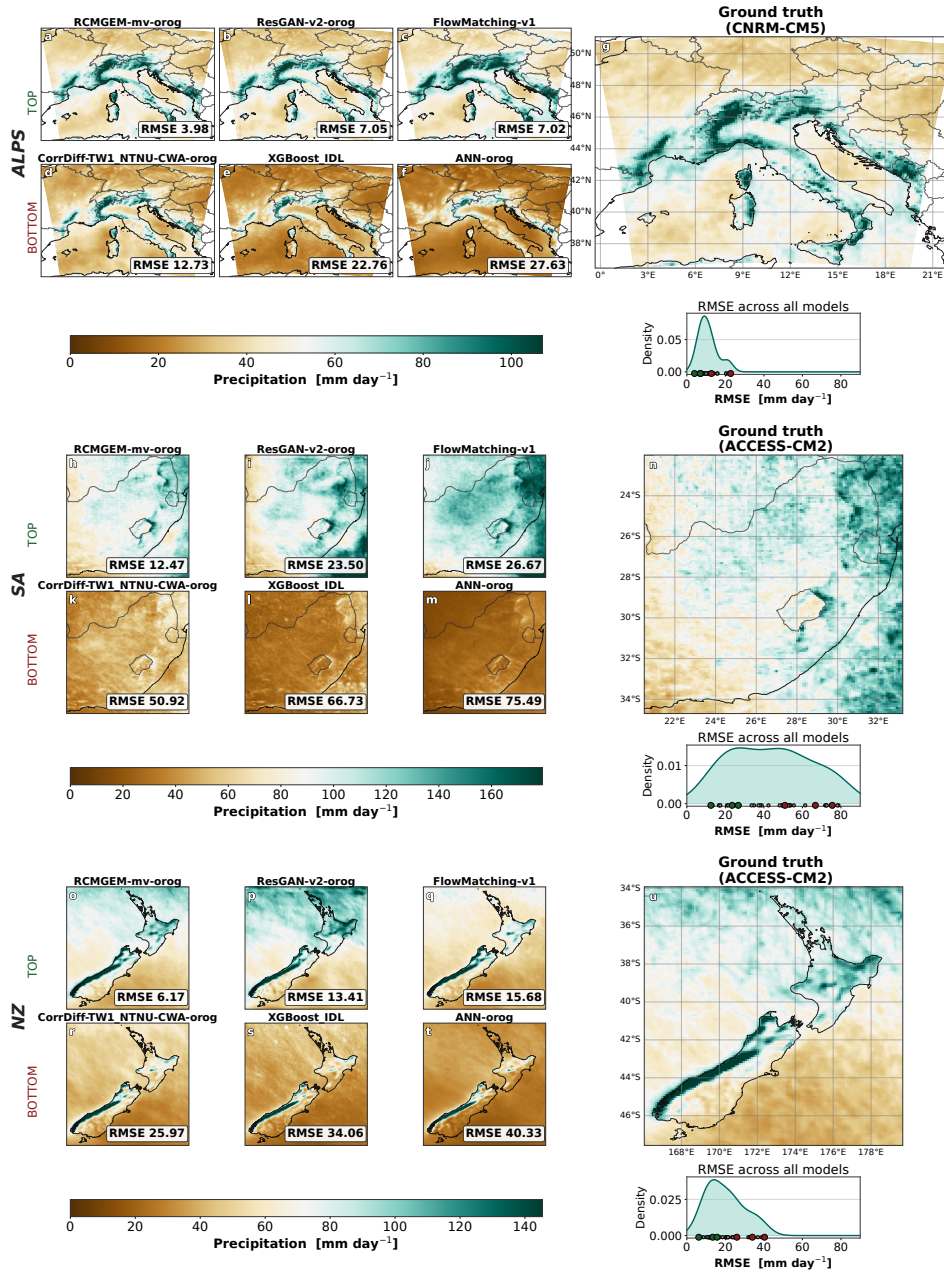 RCMGEM-mv-orog
ResGAN-v2-orog
FlowMatching-v1
Ground truth
(CNRM-CM5)
ALPS
TOP
a
RMSE 3.98
b
RMSE 7.05
c
RMSE 7.02
CorrDiff-TW1_NTNU-CWA-orog
XGBoost_IDL
ANN-orog
BOTTOM
d
RMSE 12.73
e
RMSE 22.76
f
RMSE 27.63
g
50°N
48°N
46°N
44°N
42°N
40°N
38°N
0°
3°E
6°E
9°E
12°E
15°E
18°E
21°E
0
20
40
60
80
100
Precipitation [mm day⁻¹]
RMSE across all models
Density
0.05
0.00
0
20
40
60
80
RMSE [mm day⁻¹]
RCMGEM-mv-orog
ResGAN-v2-orog
FlowMatching-v1
Ground truth
(ACCESS-CM2)
SA
TOP
h
RMSE 12.47
i
RMSE 23.50
j
RMSE 26.67
CorrDiff-TW1_NTNU-CWA-orog
XGBoost_IDL
ANN-orog
BOTTOM
k
RMSE 50.92
l
RMSE 66.73
m
RMSE 75.49
n
24°S
26°S
28°S
30°S
32°S
34°S
22°E
24°E
26°E
28°E
30°E
32°E
0
20
40
60
80
100
120
140
160
Precipitation [mm day⁻¹]
RMSE across all models
Density
0.01
0.00
0
20
40
60
80
RMSE [mm day⁻¹]
RCMGEM-mv-orog
ResGAN-v2-orog
FlowMatching-v1
Ground truth
(ACCESS-CM2)
NZ
TOP
o
RMSE 6.17
p
RMSE 13.41
q
RMSE 15.68
CorrDiff-TW1_NTNU-CWA-orog
XGBoost_IDL
ANN-orog
BOTTOM
r
RMSE 25.97
s
RMSE 34.06
t
RMSE 40.33
u
34°S
36°S
38°S
40°S
42°S
44°S
46°S
168°E
170°E
172°E
174°E
176°E
178°E
0
20
40
60
80
100
120
140
Precipitation [mm day⁻¹]
RMSE across all models
Density
0.025
0.000
0
20
40
60
80
RMSE [mm day⁻¹]